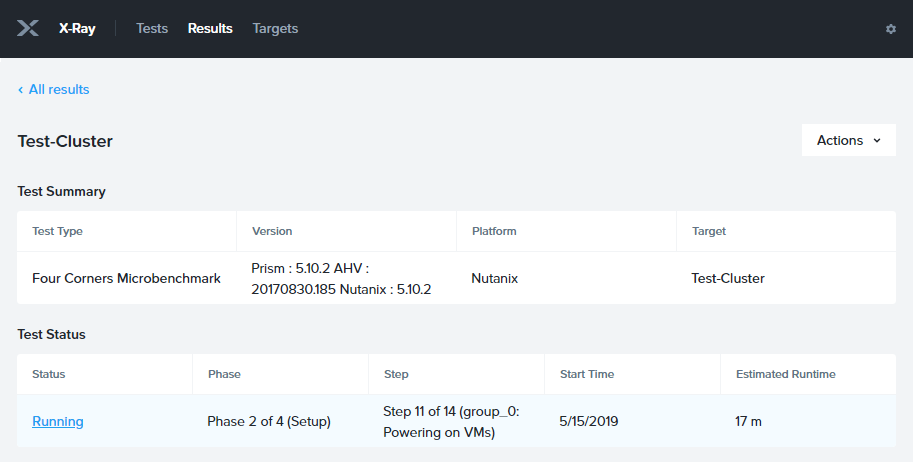 X-Ray Tests Results Targets
‹ All results
Test-Cluster Actions
Test Summary
Test Type Version Platform Target
Four Corners Microbenchmark Prism : 5.10.2 AHV : 20170830.185 Nutanix : 5.10.2 Nutanix Test-Cluster
Test Status
Status Phase Step Start Time Estimated Runtime
Running Phase 2 of 4 (Setup) Step 11 of 14 (group_0: Powering on VMs) 5/15/2019 17 m